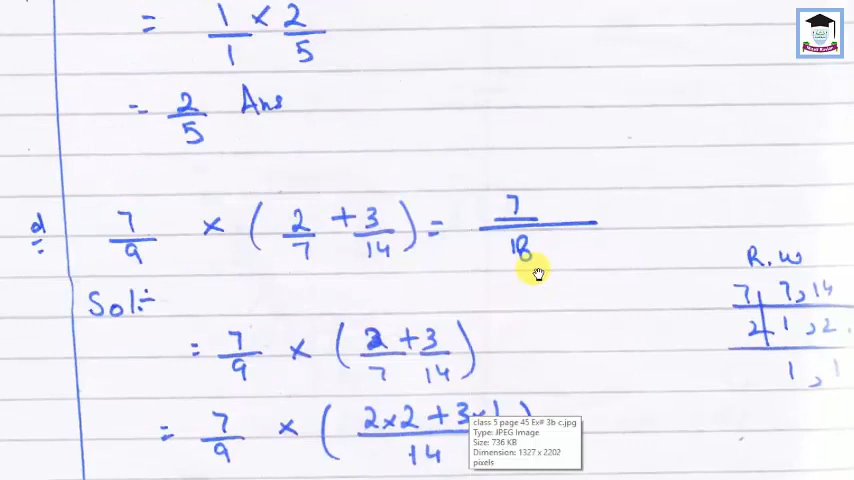 = 1/1 × 2/5
= 2/5 Ans
d 7/9 × ( 2/7 + 3/14 ) = 7/18
R.W
Sol:-
7 | 7, 14
2 | 1, 2
1, 1
= 7/9 × ( 2/7 + 3/14 )
= 7/9 × ( 2×2 + 3×1 / 14 )
class 5 page 45 Ex# 3b c.jpg
Type: JPEG Image
Size: 736 KB
Dimension: 1327 x 2202
pixels